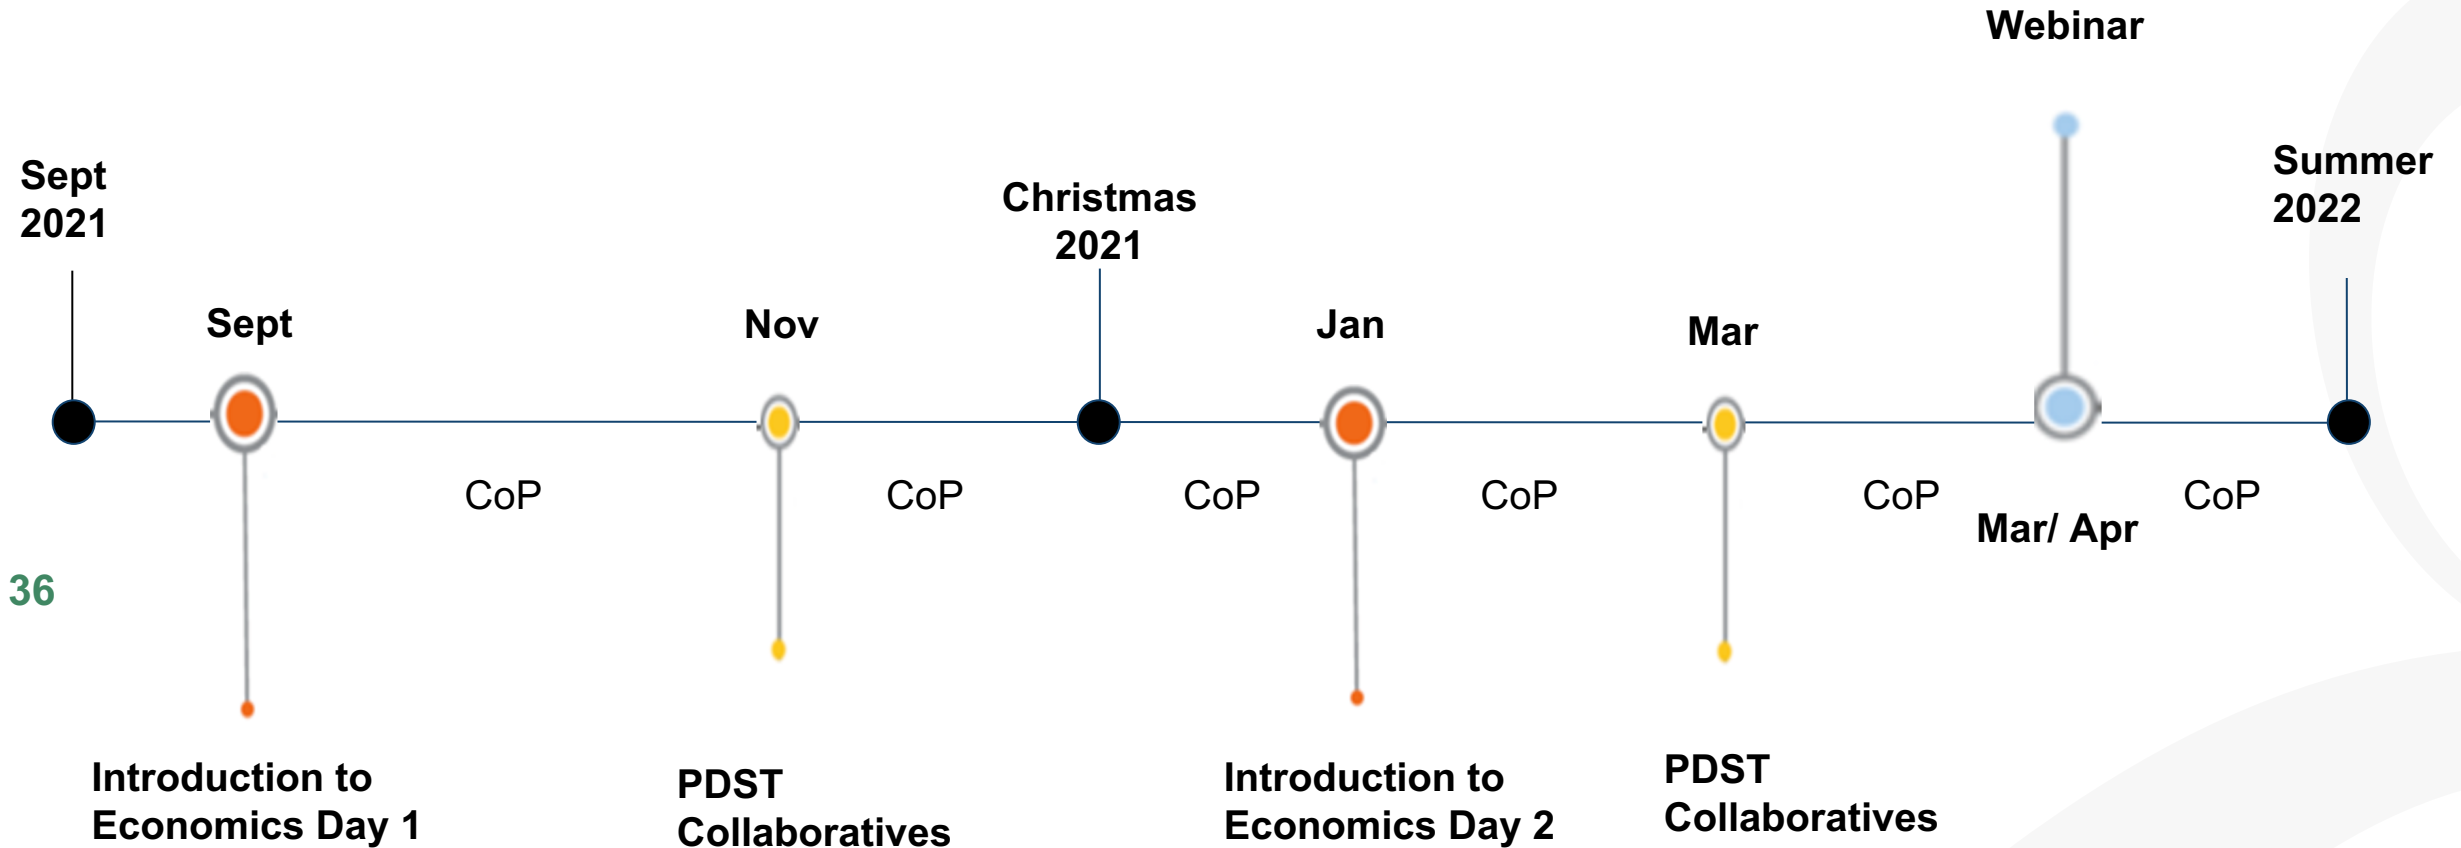 Webinar
Sept
2021
Christmas
2021
Summer
2022
Sept
Nov
Jan
Mar
CoP
CoP
CoP
CoP
CoP
CoP
Mar/ Apr
36
Introduction to
Economics Day 1
PDST
Collaboratives
Introduction to
Economics Day 2
PDST
Collaboratives